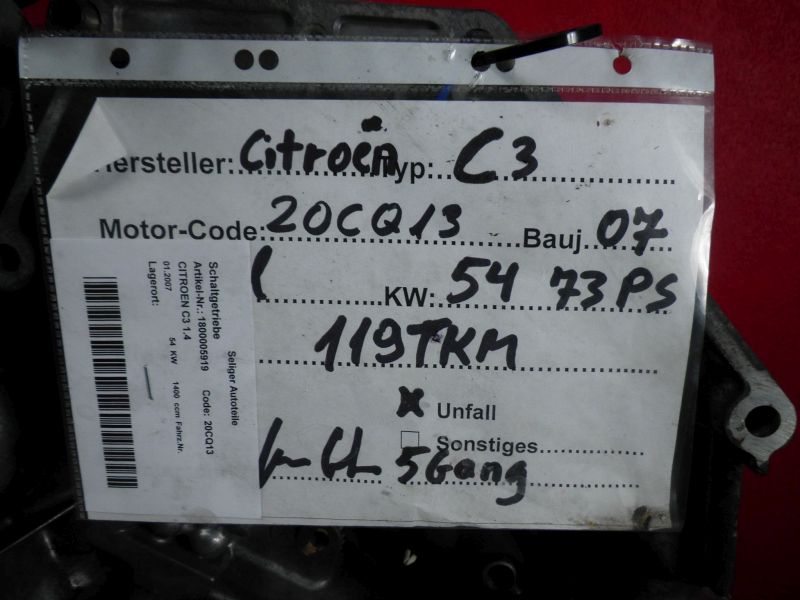 Hersteller: Citroën Typ: C3
Motor-Code: 20CQ13 Bauj. 07
KW: 54 73PS
119TKM
Unfall
Sonstiges
5Gang
Seliger Autoteile
Schaltgetriebe
Artikel-Nr.: 1800005919 Code: 20CQ13
CITROEN C3 1.4
01.2007 54 KW 1400 ccm Fahrz.Nr.
Lagerort: